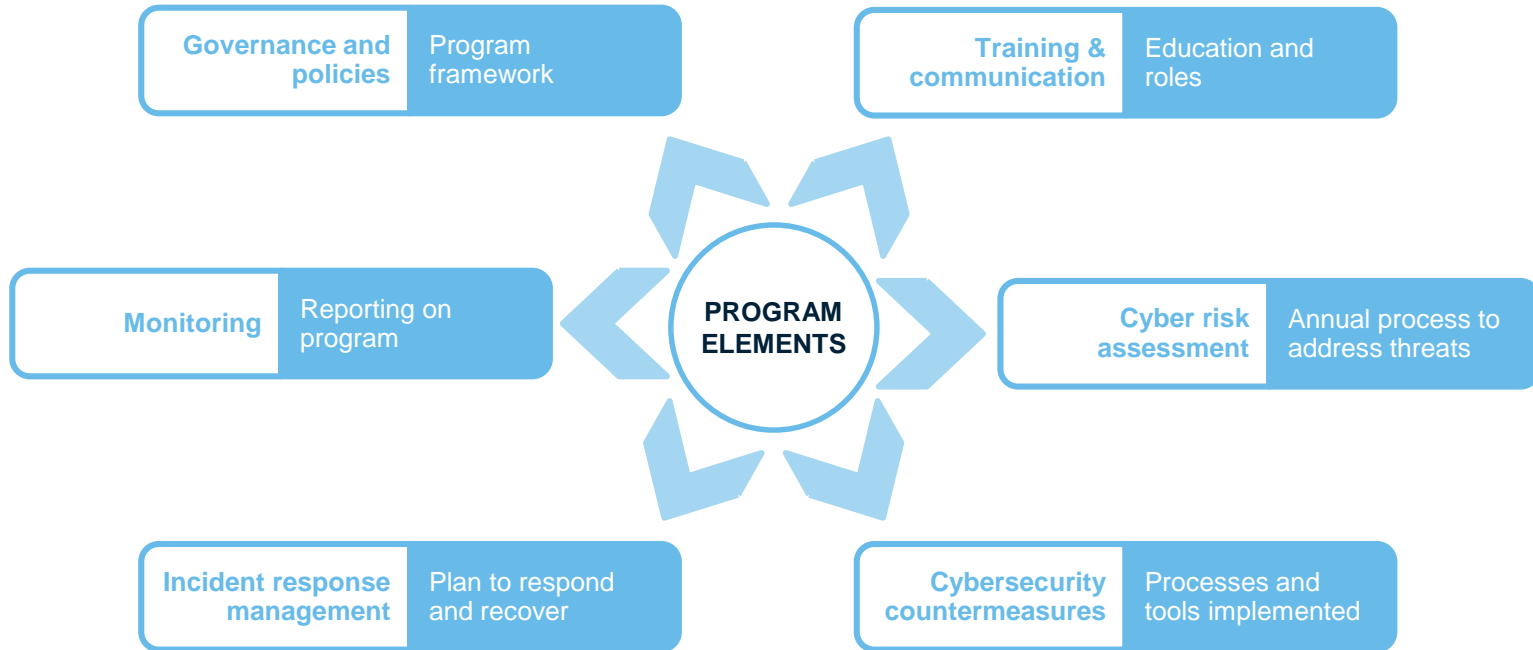 Governance and
policies
Program
framework
Training &
communication
Education and
roles
Monitoring
Reporting on
program
PROGRAM
ELEMENTS
Cyber risk
assessment
Annual process to
address threats
Incident response
management
Plan to respond
and recover
Cybersecurity
countermeasures
Processes and
tools implemented